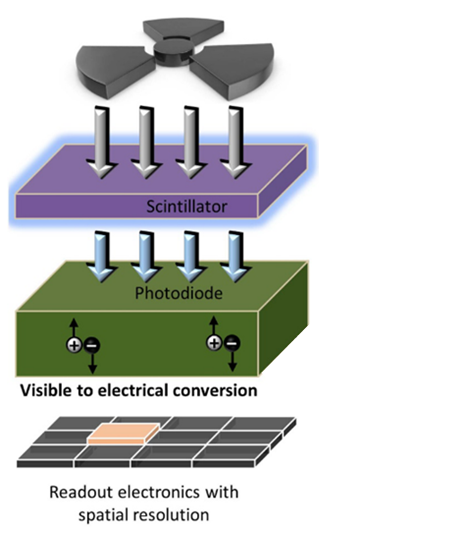 Scintillator
Photodiode
+ − + −
Visible to electrical conversion
Readout electronics with
spatial resolution